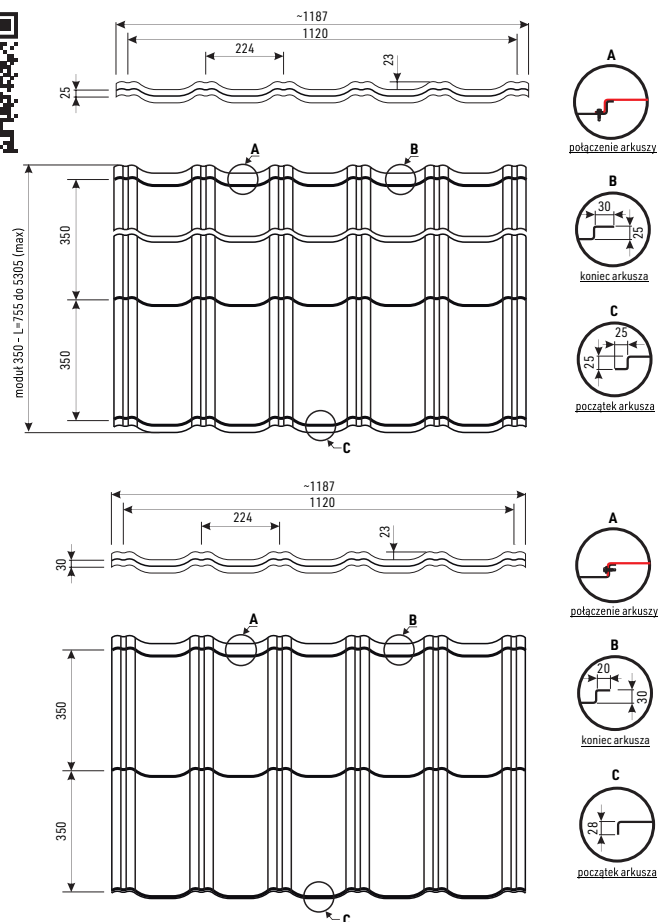 ~1187
1120
224
23
25
A
połączenie arkuszy
A
B
B
30
25
koniec arkusza
350
moduł 350 - L=755 do 5305 (max)
350
C
25
25
początek arkusza
C
~1187
1120
224
23
30
A
połączenie arkuszy
A
B
B
20
30
koniec arkusza
350
350
C
28
początek arkusza
C